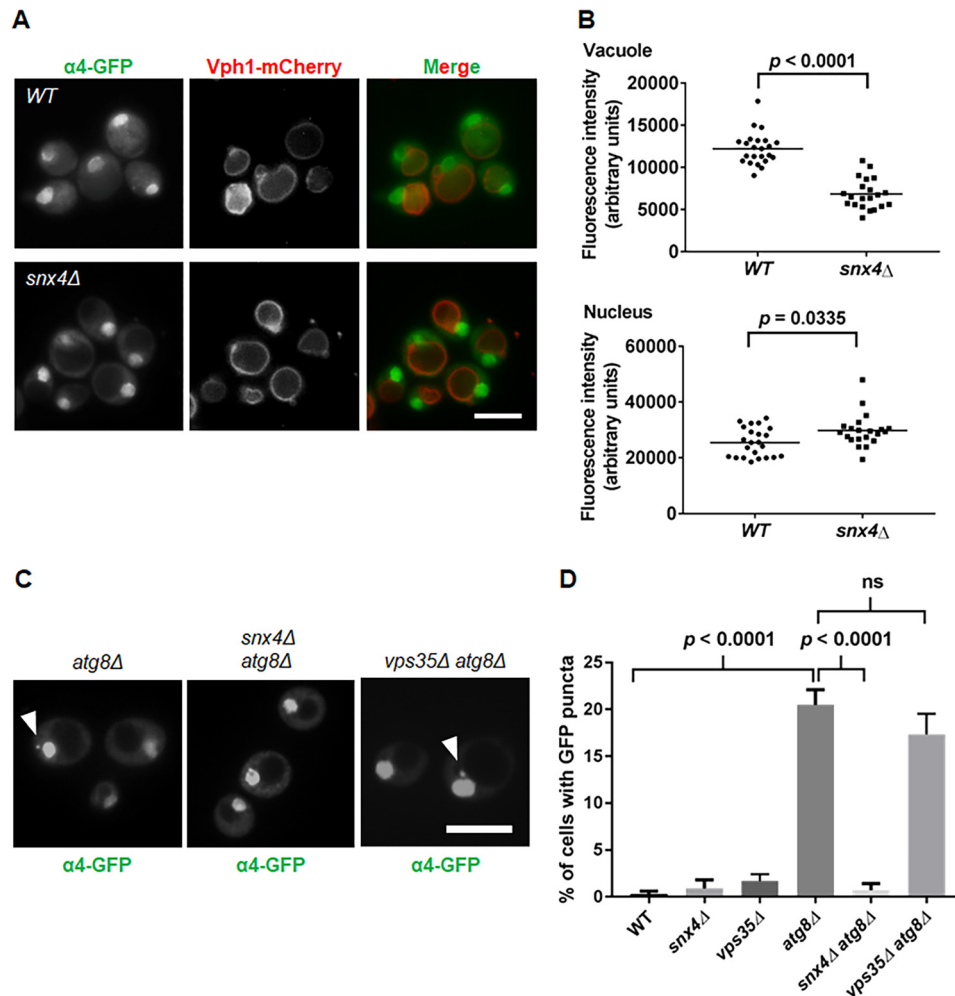 A
α4-GFP Vph1-mCherry Merge
WT
snx4Δ
B
Vacuole
p < 0.0001
20000
15000
10000
5000
0
Fluorescence intensity
(arbitrary units)
WT snx4Δ
Nucleus
p = 0.0335
60000
40000
20000
0
Fluorescence intensity
(arbitrary units)
WT snx4Δ
C
atg8Δ
snx4Δ
atg8Δ
vps35Δ atg8Δ
α4-GFP α4-GFP α4-GFP
D
ns
p < 0.0001 p < 0.0001
25
20
15
10
5
0
% of cells with GFP puncta
WT
snx4Δ
vps35Δ
atg8Δ
snx4Δ atg8Δ
vps35Δ atg8Δ